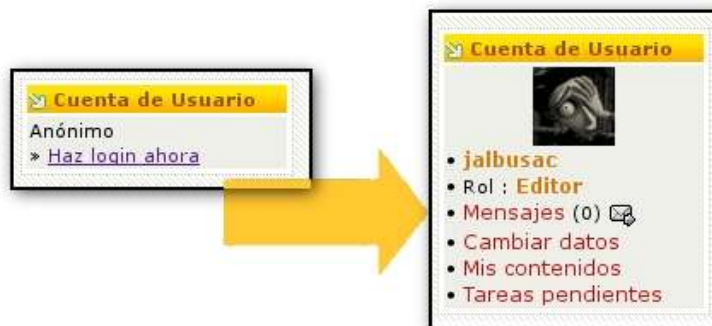 Cuenta de Usuario
Anónimo
» Haz login ahora
Cuenta de Usuario
• jalbusac
• Rol : Editor
• Mensajes (0)
• Cambiar datos
• Mis contenidos
• Tareas pendientes